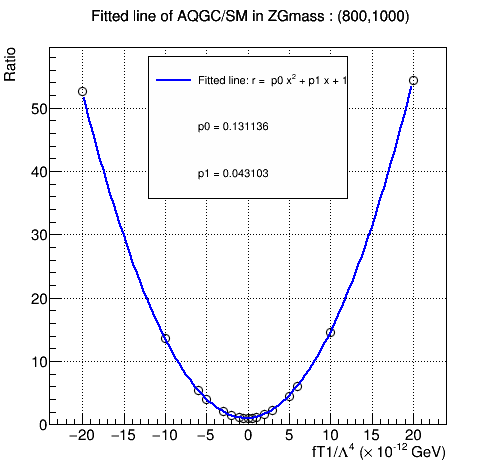 Fitted line of AQGC/SM in ZGmass : (800,1000)
Ratio
Fitted line: r = p0 x² + p1 x + 1
p0 = 0.131136
p1 = 0.043103
50
40
30
20
10
0
−20 −15 −10 −5 0 5 10 15 20
fT1/Λ⁴ (× 10⁻¹² GeV)